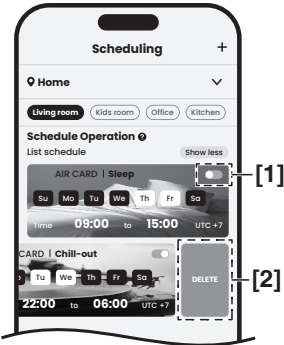 Scheduling +
Home
Living room Kids room Office Kitchen
Schedule Operation ?
List schedule Show less
AIR CARD | Sleep [1]
Su Mo Tu We Th Fr Sa
Time 09:00 to 15:00 UTC +7
CARD | Chill-out
Tu We Th Fr Sa DELETE [2]
22:00 to 06:00 UTC +7